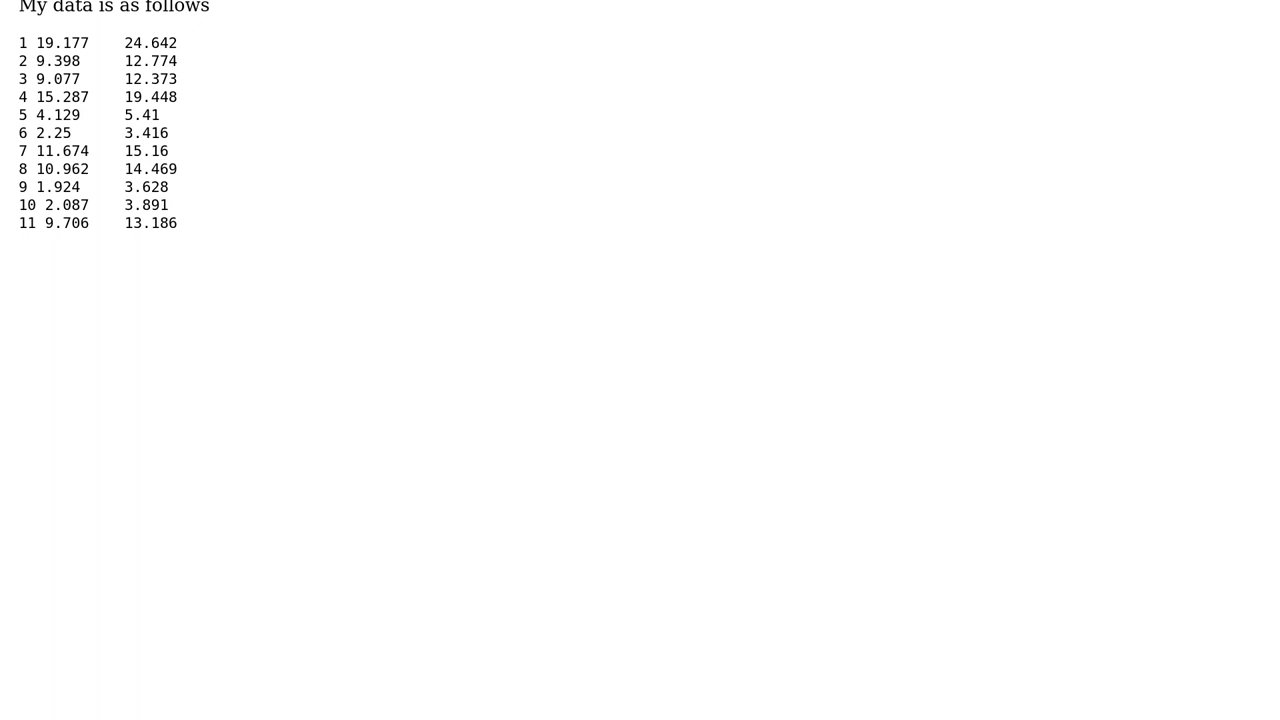 My data is as follows
1 19.177    24.642
2 9.398     12.774
3 9.077     12.373
4 15.287    19.448
5 4.129     5.41
6 2.25      3.416
7 11.674    15.16
8 10.962    14.469
9 1.924     3.628
10 2.087    3.891
11 9.706    13.186